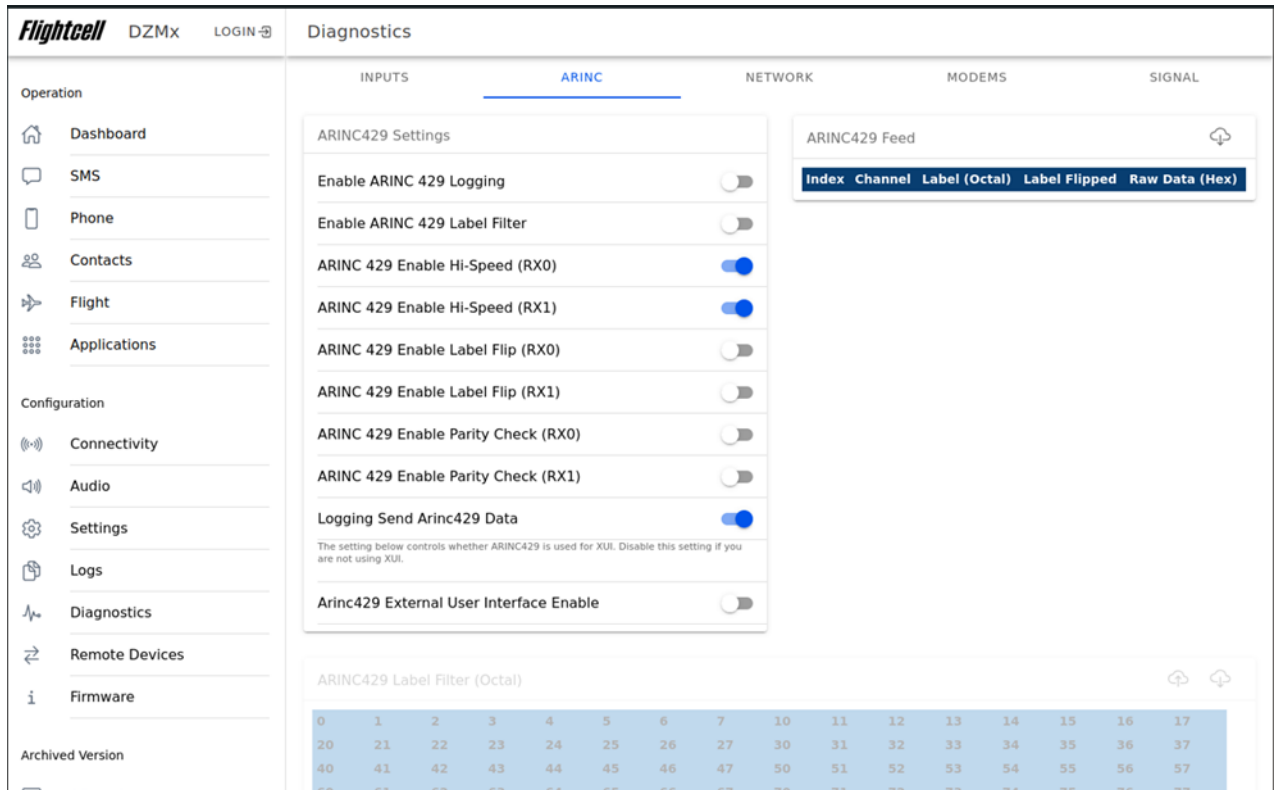 Flightcell DZMx LOGIN
Diagnostics
Operation
Dashboard
SMS
Phone
Contacts
Flight
Applications
Configuration
Connectivity
Audio
Settings
Logs
Diagnostics
Remote Devices
Firmware
Archived Version
INPUTS ARINC NETWORK MODEMS SIGNAL
ARINC429 Settings
Enable ARINC 429 Logging
Enable ARINC 429 Label Filter
ARINC 429 Enable Hi-Speed (RX0)
ARINC 429 Enable Hi-Speed (RX1)
ARINC 429 Enable Label Flip (RX0)
ARINC 429 Enable Label Flip (RX1)
ARINC 429 Enable Parity Check (RX0)
ARINC 429 Enable Parity Check (RX1)
Logging Send Arinc429 Data
The setting below controls whether ARINC429 is used for XUI. Disable this setting if you
are not using XUI.
Arinc429 External User Interface Enable
ARINC429 Feed
Index Channel Label (Octal) Label Flipped Raw Data (Hex)
ARINC429 Label Filter (Octal)
0 1 2 3 4 5 6 7 10 11 12 13 14 15 16 17
20 21 22 23 24 25 26 27 30 31 32 33 34 35 36 37
40 41 42 43 44 45 46 47 50 51 52 53 54 55 56 57